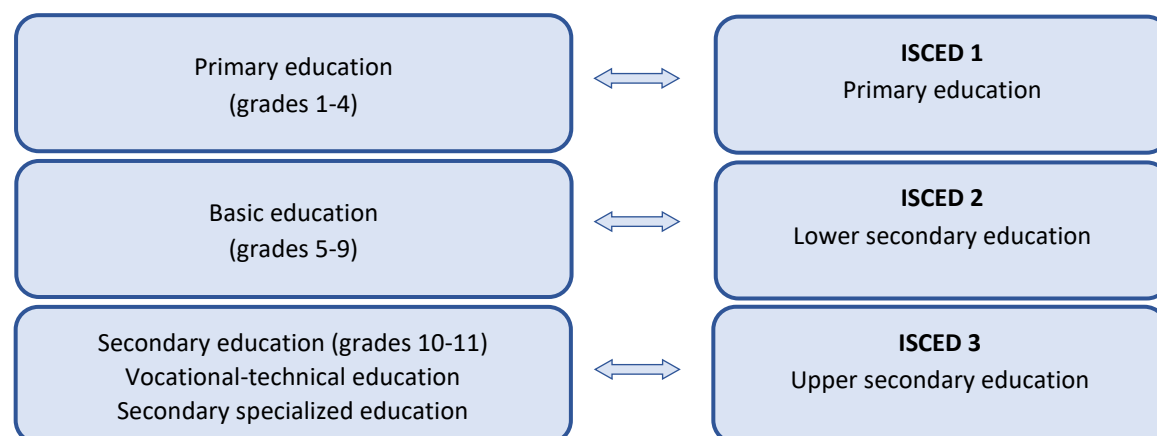 Primary education
(grades 1-4)
ISCED 1
Primary education
Basic education
(grades 5-9)
ISCED 2
Lower secondary education
Secondary education (grades 10-11)
Vocational-technical education
Secondary specialized education
ISCED 3
Upper secondary education